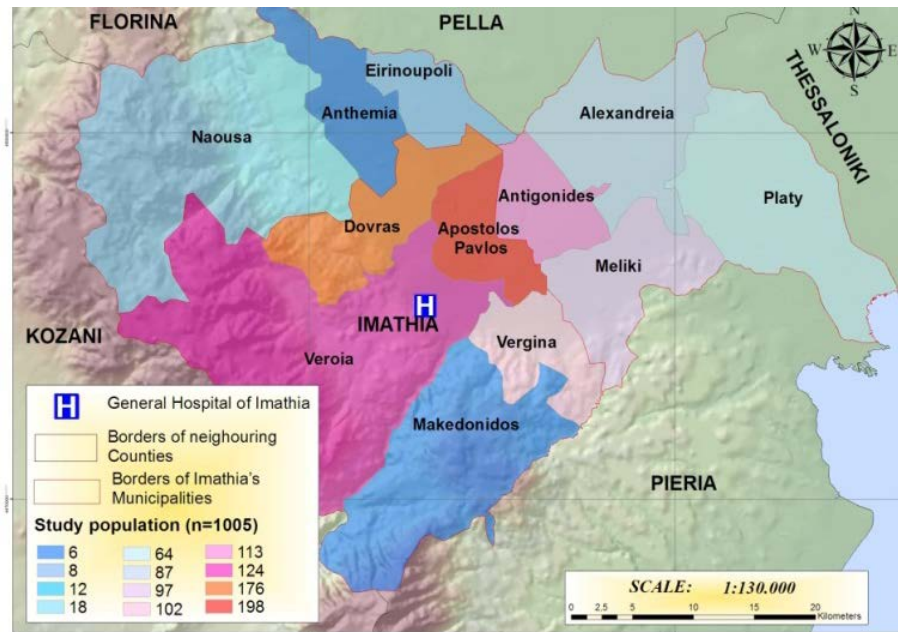 FLORINA
PELLA
N
W E
S
THESSALONIKI
Eirinoupoli
Anthemia
Alexandreia
Naousa
Antigonides
Platy
Dovras
Apostolos
Pavlos
Meliki
H
IMATHIA
KOZANI
Veroia
Vergina
Makedonidos
PIERIA
H General Hospital of Imathia
Borders of neighouring
Counties
Borders of Imathia's
Municipalities
Study population (n=1005)
6 64 113
8 87 124
12 97 176
18 102 198
SCALE: 1:130.000
0 2.5 5 10 15 20
Kilometers